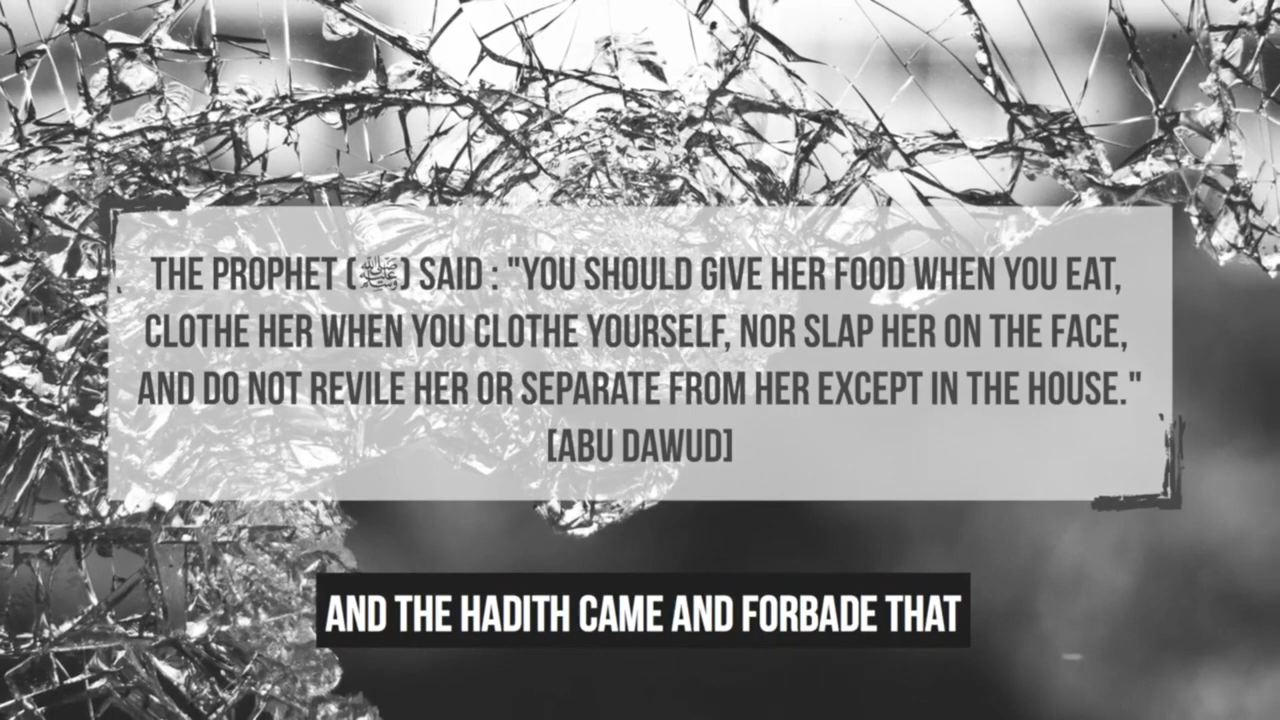 THE PROPHET (ﷺ) SAID : "YOU SHOULD GIVE HER FOOD WHEN YOU EAT,
CLOTHE HER WHEN YOU CLOTHE YOURSELF, NOR SLAP HER ON THE FACE,
AND DO NOT REVILE HER OR SEPARATE FROM HER EXCEPT IN THE HOUSE."
[ABU DAWUD]
AND THE HADITH CAME AND FORBADE THAT